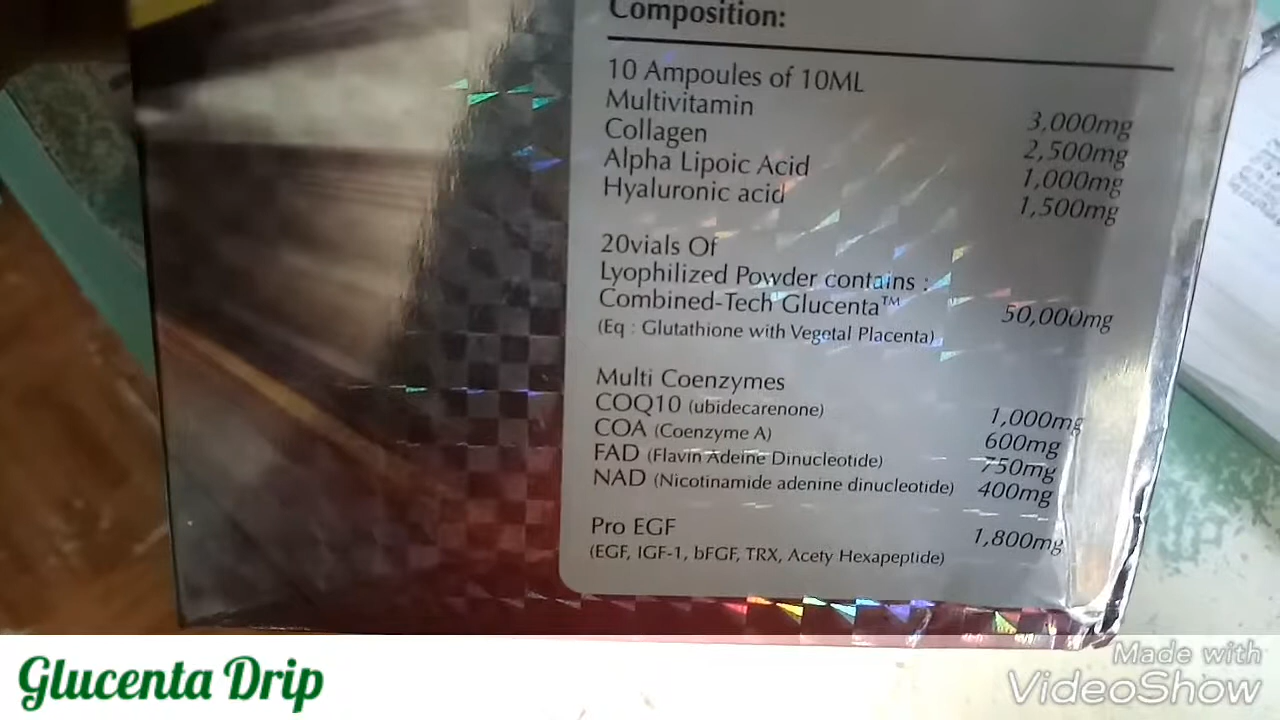 Composition:
10 Ampoules of 10ML
Multivitamin 3,000mg
Collagen 2,500mg
Alpha Lipoic Acid 1,000mg
Hyaluronic acid 1,500mg
20vials Of
Lyophilized Powder contains :
Combined-Tech Glucenta™ 50,000mg
(Eq : Glutathione with Vegetal Placenta)
Multi Coenzymes
COQ10 (ubidecarenone) 1,000mg
COA (Coenzyme A) 600mg
FAD (Flavin Adeine Dinucleotide) 750mg
NAD (Nicotinamide adenine dinucleotide) 400mg
Pro EGF 1,800mg
(EGF, IGF-1, bFGF, TRX, Acety Hexapeptide)
Glucenta Drip
Made with
VideoShow